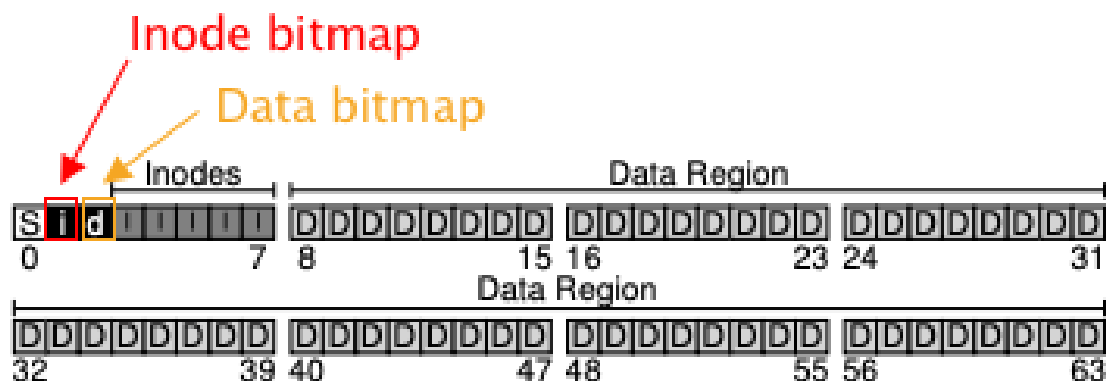 Inode bitmap
Data bitmap
Inodes Data Region
S i d I I I I I D D D D D D D D D D D D D D D D D D D D D D D D
0 7 8 15 16 23 24 31
Data Region
D D D D D D D D D D D D D D D D D D D D D D D D D D D D D D D D
32 39 40 47 48 55 56 63